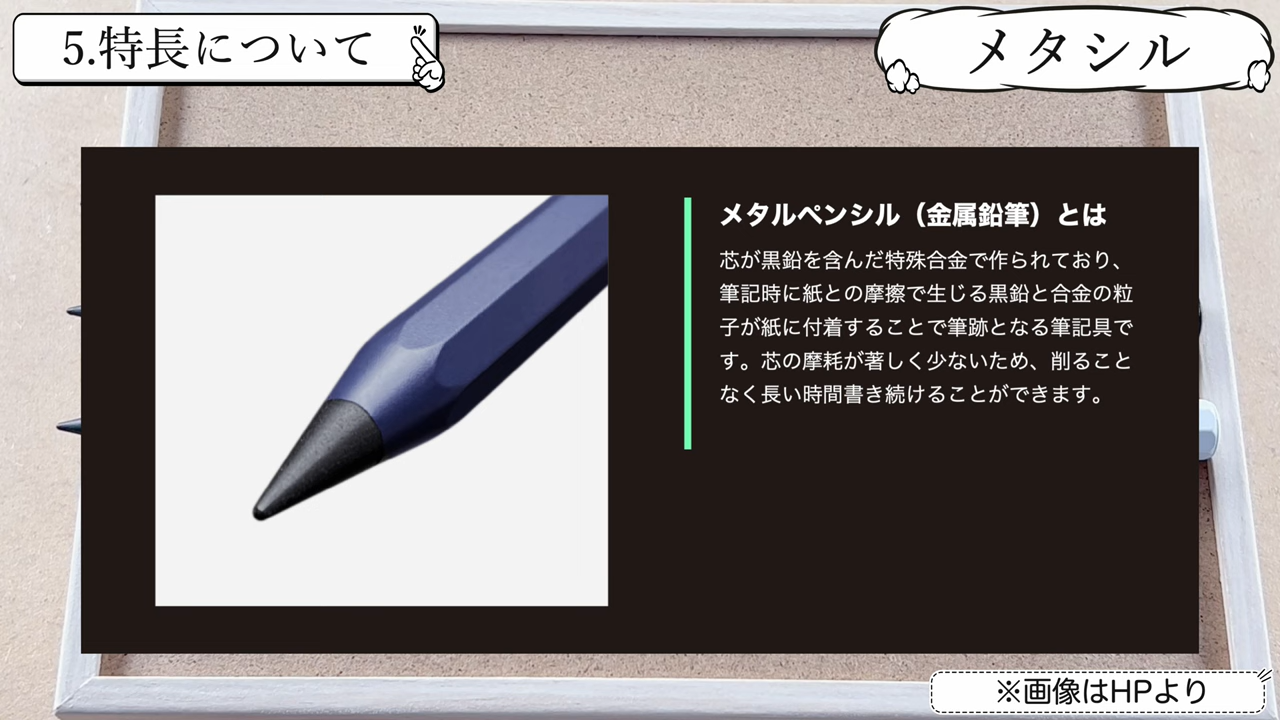 5.特長について
メタシル
メタルペンシル（金属鉛筆）とは
芯が黒鉛を含んだ特殊合金で作られており、
筆記時に紙との摩擦で生じる黒鉛と合金の粒
子が紙に付着することで筆跡となる筆記具で
す。芯の摩耗が著しく少ないため、削ること
なく長い時間書き続けることができます。
※画像はHPより